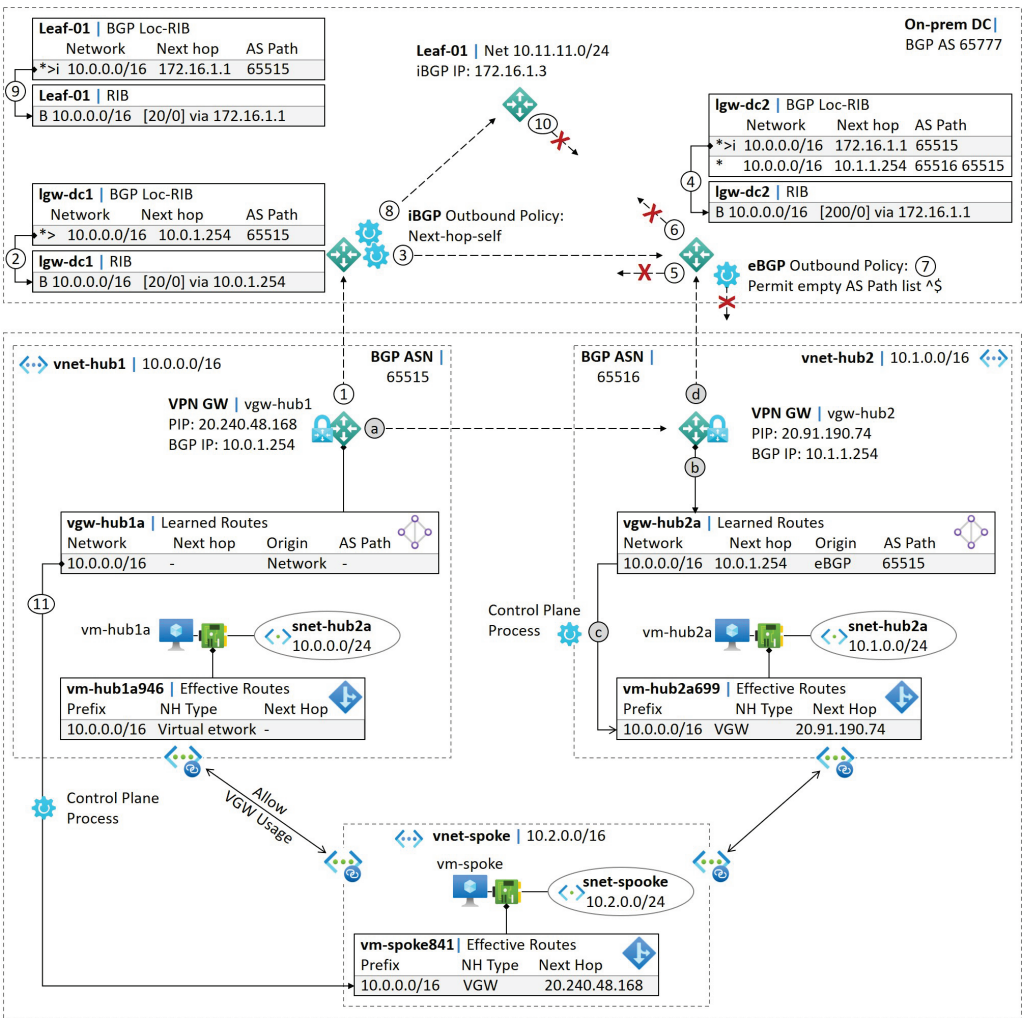 Leaf-01 | BGP Loc-RIB
Network Next hop AS Path
*>i 10.0.0.0/16 172.16.1.1 65515
9
Leaf-01 | RIB
B 10.0.0.0/16 [20/0] via 172.16.1.1
Leaf-01 | Net 10.11.11.0/24
iBGP IP: 172.16.1.3
10
On-prem DC|
BGP AS 65777
lgw-dc2 | BGP Loc-RIB
Network Next hop AS Path
*>i 10.0.0.0/16 172.16.1.1 65515
* 10.0.0.0/16 10.1.1.254 65516 65515
4
lgw-dc2 | RIB
B 10.0.0.0/16 [200/0] via 172.16.1.1
lgw-dc1 | BGP Loc-RIB
Network Next hop AS Path
*> 10.0.0.0/16 10.0.1.254 65515
2
lgw-dc1 | RIB
B 10.0.0.0/16 [20/0] via 10.0.1.254
8
iBGP Outbound Policy:
Next-hop-self
3
6
5
eBGP Outbound Policy: 7
Permit empty AS Path list ^$
vnet-hub1 | 10.0.0.0/16
BGP ASN |
65515
BGP ASN |
65516
vnet-hub2 | 10.1.0.0/16
1
d
VPN GW | vgw-hub1
PIP: 20.240.48.168
BGP IP: 10.0.1.254
a
VPN GW | vgw-hub2
PIP: 20.91.190.74
BGP IP: 10.1.1.254
b
vgw-hub1a | Learned Routes
Network Next hop Origin AS Path
10.0.0.0/16 - Network -
vgw-hub2a | Learned Routes
Network Next hop Origin AS Path
10.0.0.0/16 10.0.1.254 eBGP 65515
11
vm-hub1a
snet-hub2a
10.0.0.0/24
Control Plane
Process
c
vm-hub2a
snet-hub2a
10.1.0.0/24
vm-hub1a946 | Effective Routes
Prefix NH Type Next Hop
10.0.0.0/16 Virtual etwork -
vm-hub2a699 | Effective Routes
Prefix NH Type Next Hop
10.0.0.0/16 VGW 20.91.190.74
Control Plane
Process
Allow
VGW Usage
vnet-spoke | 10.2.0.0/16
vm-spoke
snet-spooke
10.2.0.0/24
vm-spoke841| Effective Routes
Prefix NH Type Next Hop
10.0.0.0/16 VGW 20.240.48.168